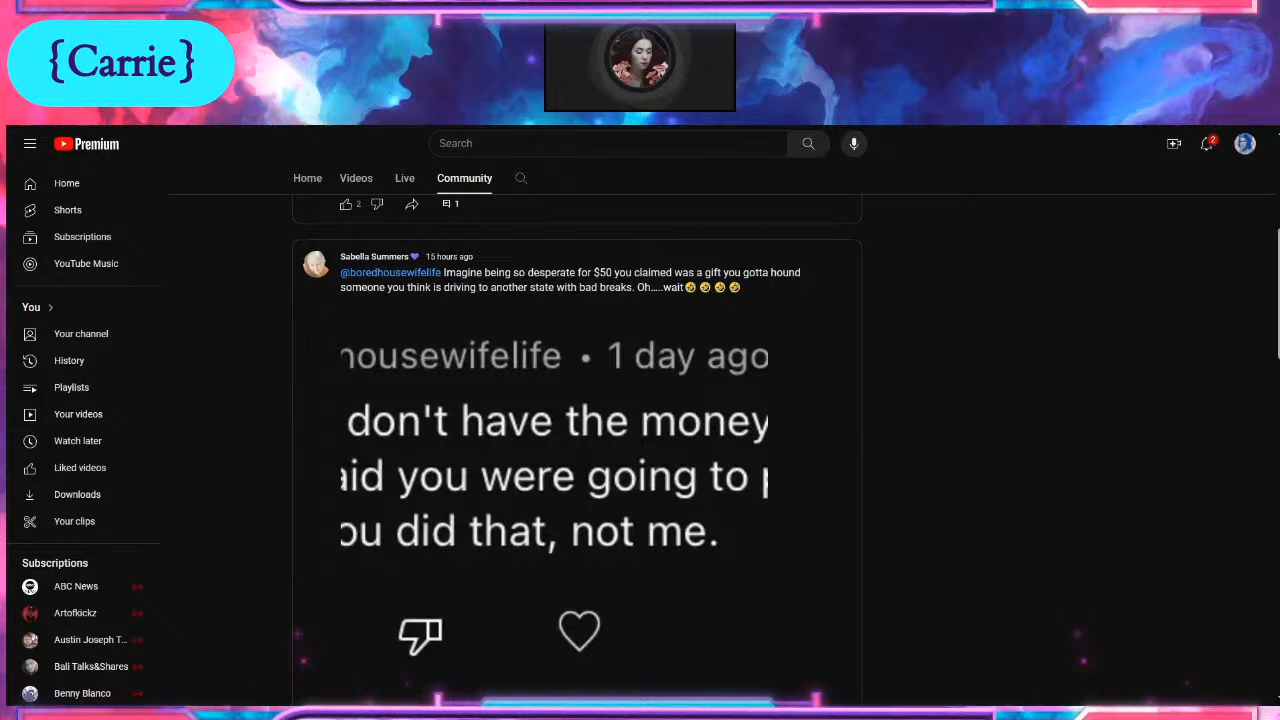 {Carrie}
Premium
Search
2
Home
Videos
Live
Community
Home
Shorts
Subscriptions
YouTube Music
You
Your channel
History
Playlists
Your videos
Watch later
Liked videos
Downloads
Your clips
Subscriptions
ABC News
Artofkickz
Austin Joseph T...
Bali Talks&Shares
Benny Blanco
2
1
Sabella Summers💜 15 hours ago
@boredhousewifelife Imagine being so desperate for $50 you claimed was a gift you gotta hound
someone you think is driving to another state with bad breaks. Oh.....wait🤣 🤣 🤣 🤣
housewifelife • 1 day ago
don't have the money
aid you were going to
ou did that, not me.